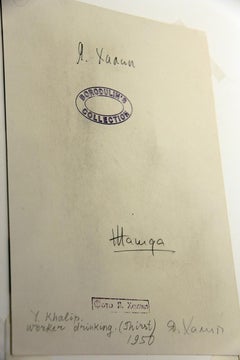 Я. Халип
BORODULIN'S
COLLECTION
Жажда
Фото Я. Халипа
Y. Khalip.
worker drinking. (Thirst) Я. Халип
1950